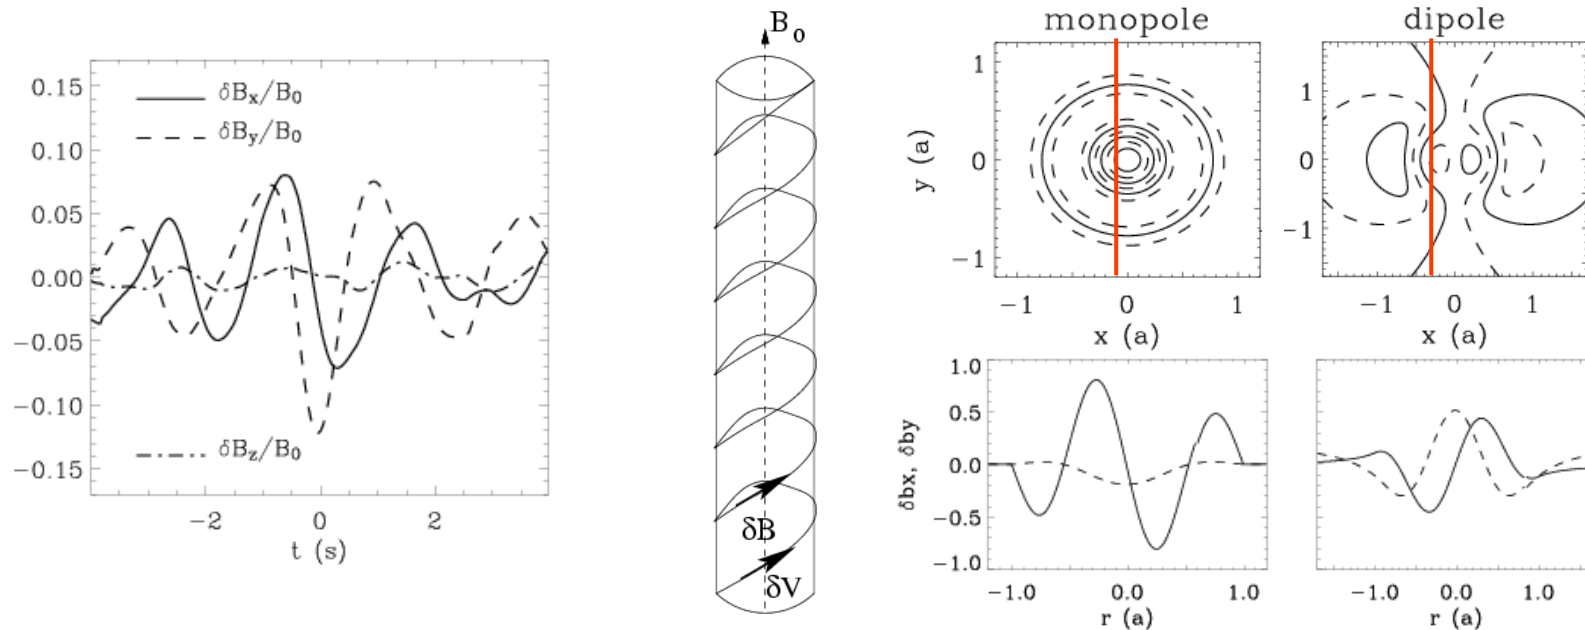 0.15
0.10
0.05
0.00
-0.05
-0.10
-0.15
δBx/B0
δBy/B0
δBz/B0
-2 0 2
t (s)
B0
δB
δV
monopole
1
0
-1
y (a)
-1 0 1
x (a)
dipole
1
0
-1
-1 0 1
x (a)
1.0
0.5
0.0
-0.5
-1.0
δbx, δby
-1.0 0.0 1.0
r (a)
-1.0 0.0 1.0
r (a)